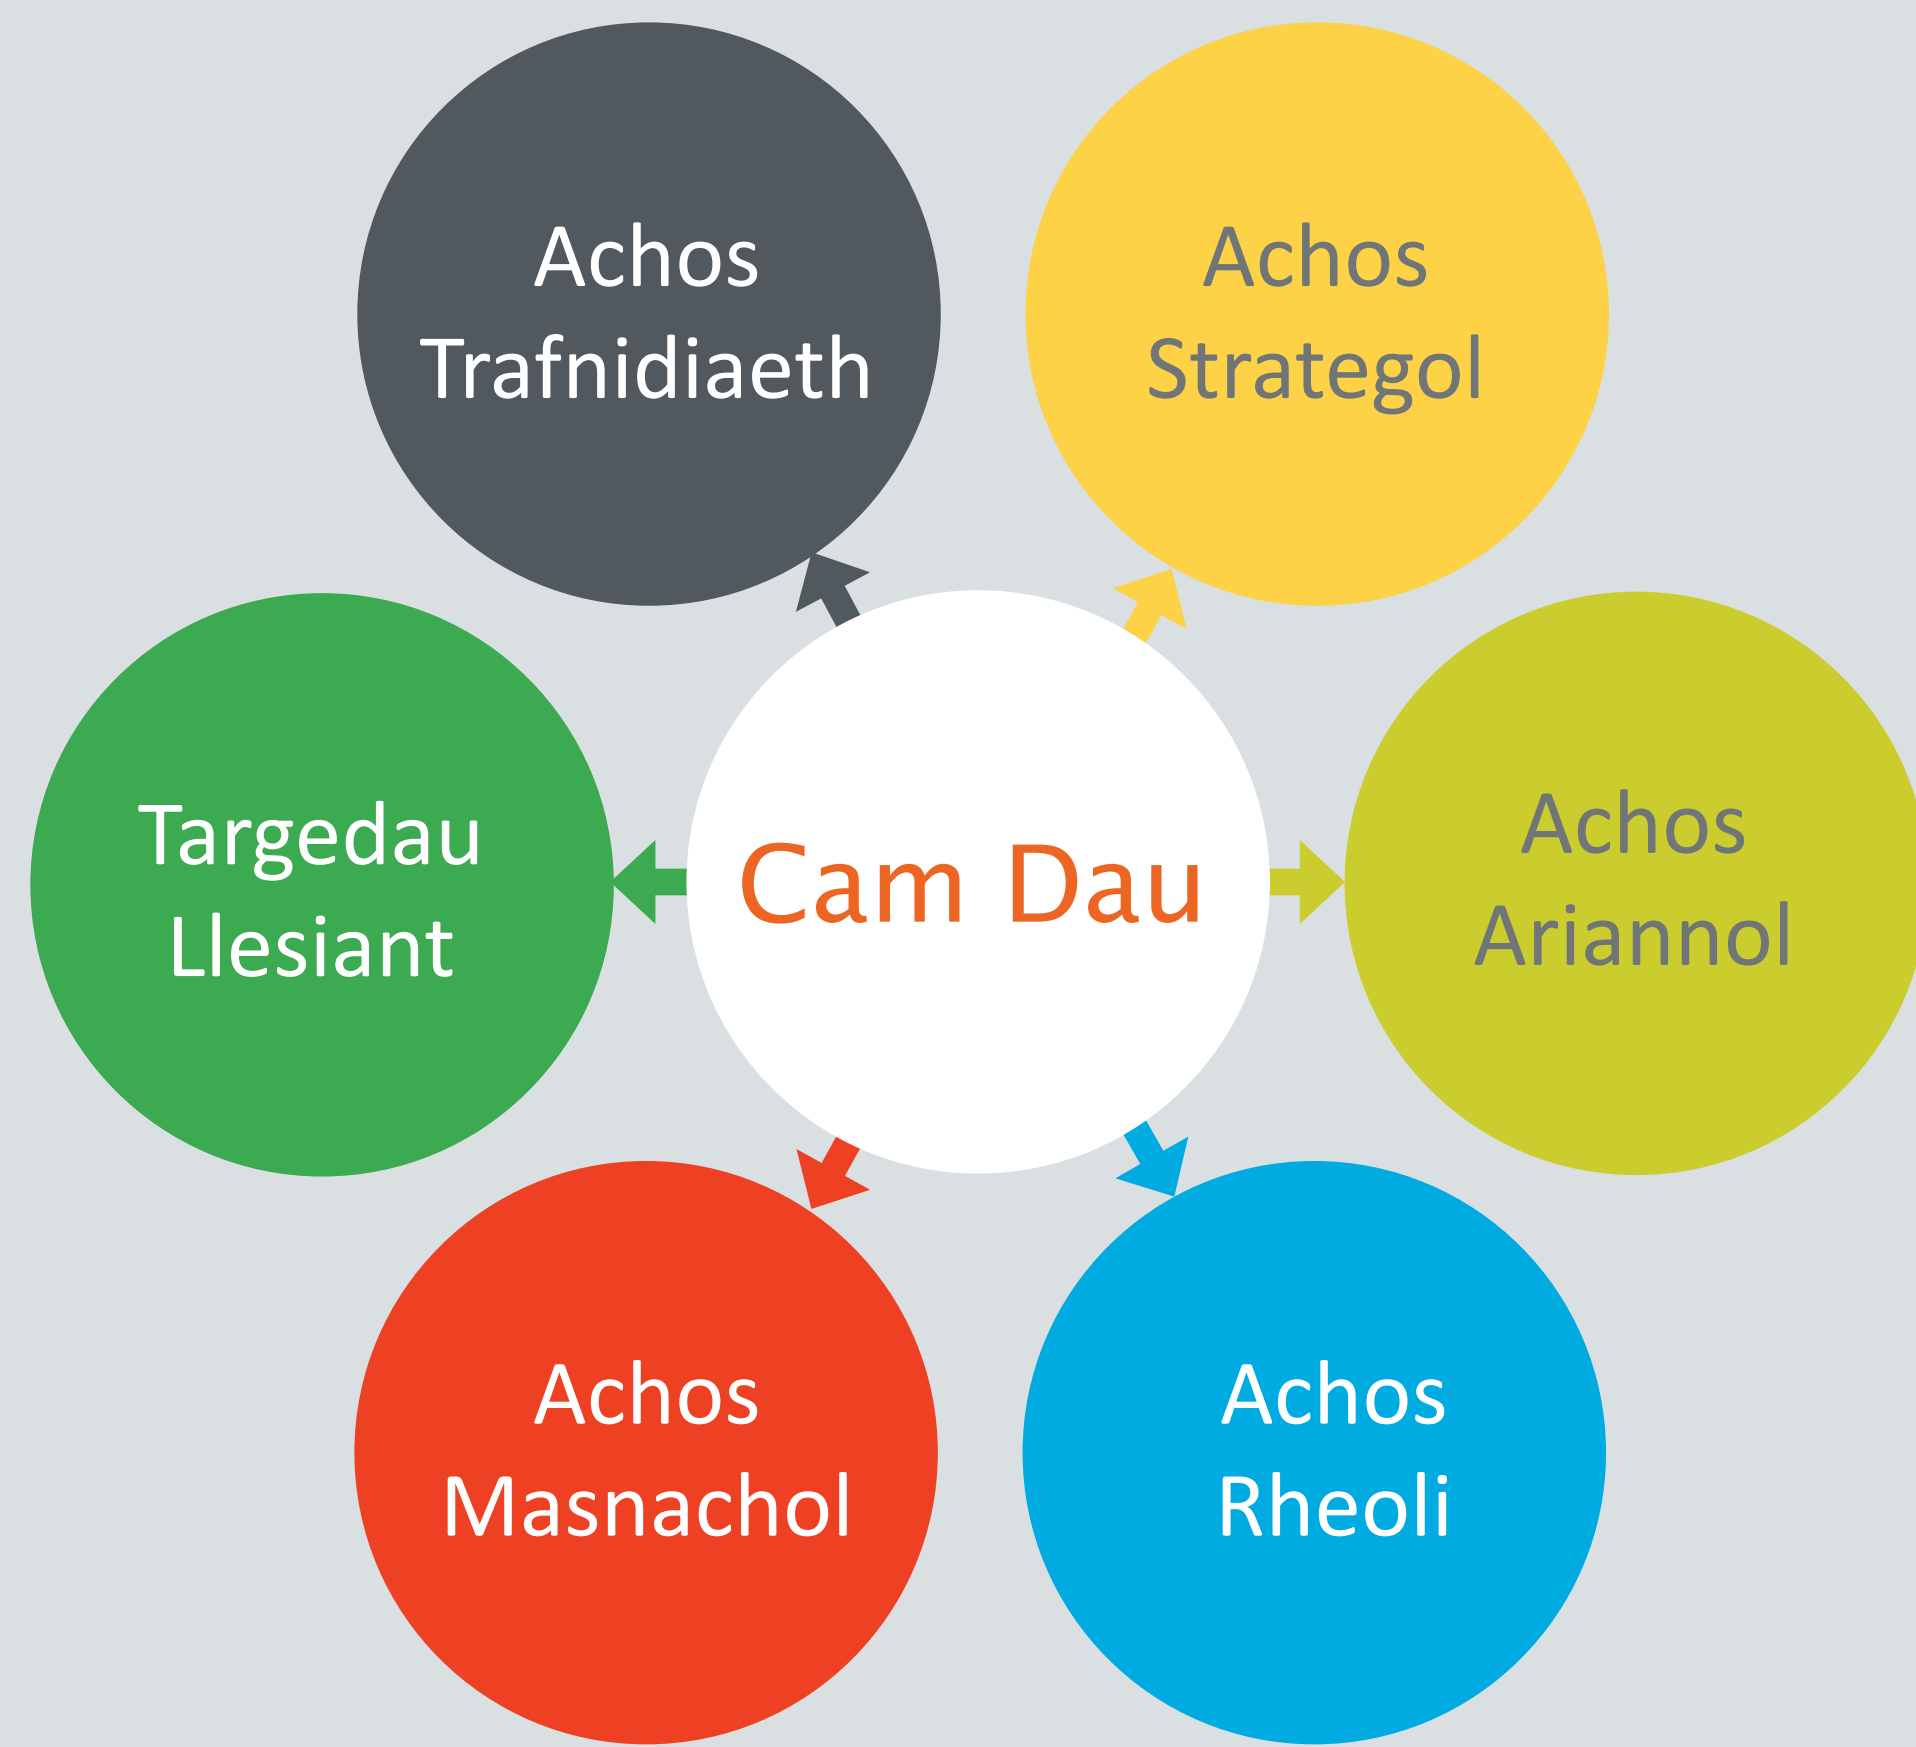 Achos
Trafnidiaeth
Achos
Strategol
Targedau
Llesiant
Cam Dau
Achos
Ariannol
Achos
Masnachol
Achos
Rheoli